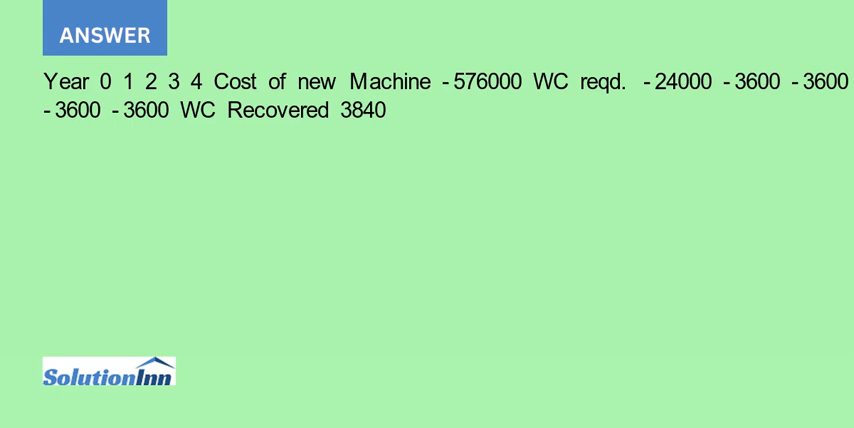 ANSWER
Year 0 1 2 3 4 Cost of new Machine -576000 WC reqd. -24000 -3600 -3600
-3600 -3600 WC Recovered 3840
SolutionInn